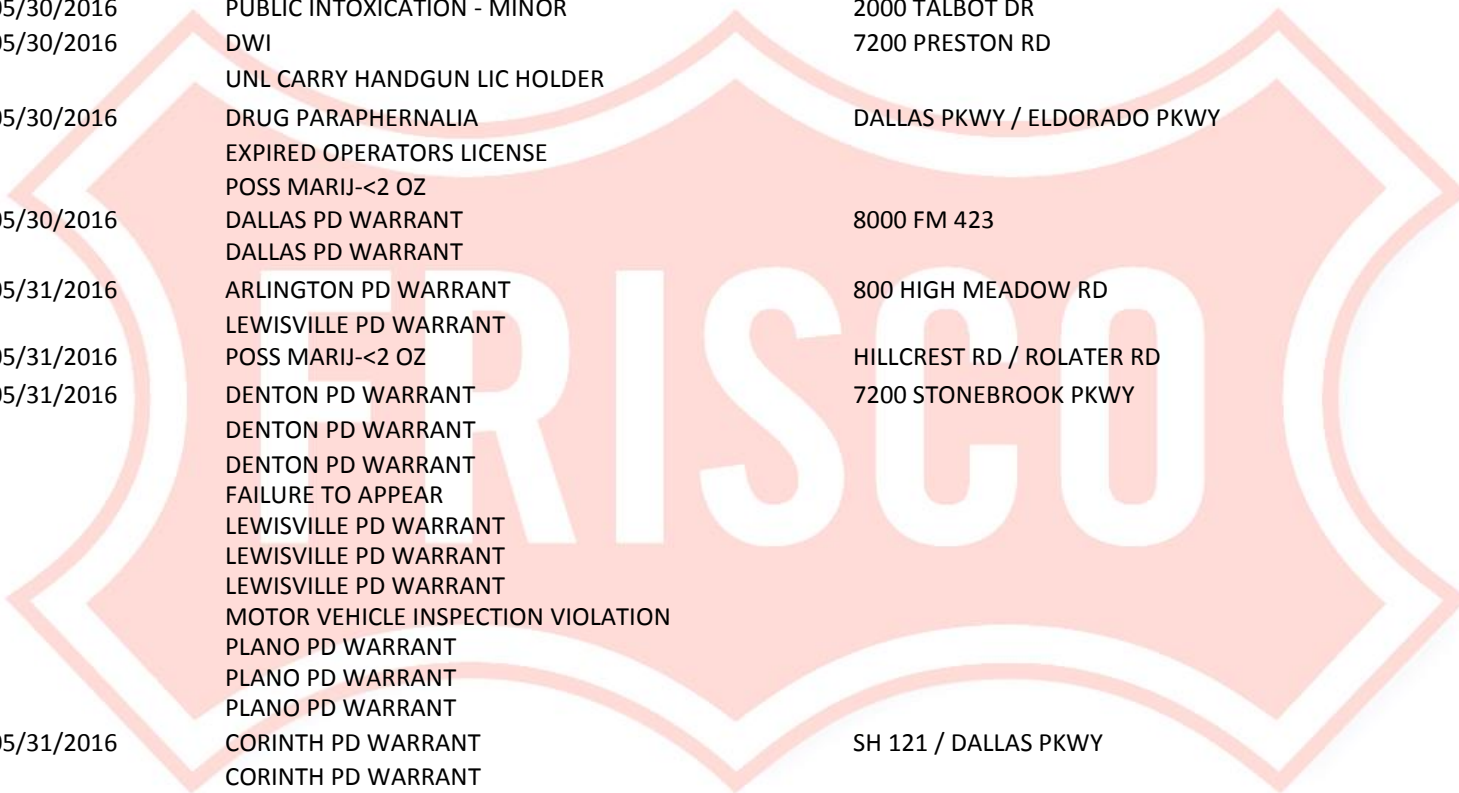 05/30/2016 PUBLIC INTOXICATION - MINOR 2000 TALBOT DR
05/30/2016 DWI 7200 PRESTON RD
UNL CARRY HANDGUN LIC HOLDER
05/30/2016 DRUG PARAPHERNALIA DALLAS PKWY / ELDORADO PKWY
EXPIRED OPERATORS LICENSE
POSS MARIJ-<2 OZ
05/30/2016 DALLAS PD WARRANT 8000 FM 423
DALLAS PD WARRANT
05/31/2016 ARLINGTON PD WARRANT 800 HIGH MEADOW RD
LEWISVILLE PD WARRANT
05/31/2016 POSS MARIJ-<2 OZ HILLCREST RD / ROLATER RD
05/31/2016 DENTON PD WARRANT 7200 STONEBROOK PKWY
DENTON PD WARRANT
DENTON PD WARRANT
FAILURE TO APPEAR
LEWISVILLE PD WARRANT
LEWISVILLE PD WARRANT
LEWISVILLE PD WARRANT
MOTOR VEHICLE INSPECTION VIOLATION
PLANO PD WARRANT
PLANO PD WARRANT
PLANO PD WARRANT
05/31/2016 CORINTH PD WARRANT SH 121 / DALLAS PKWY
CORINTH PD WARRANT
FRISCO